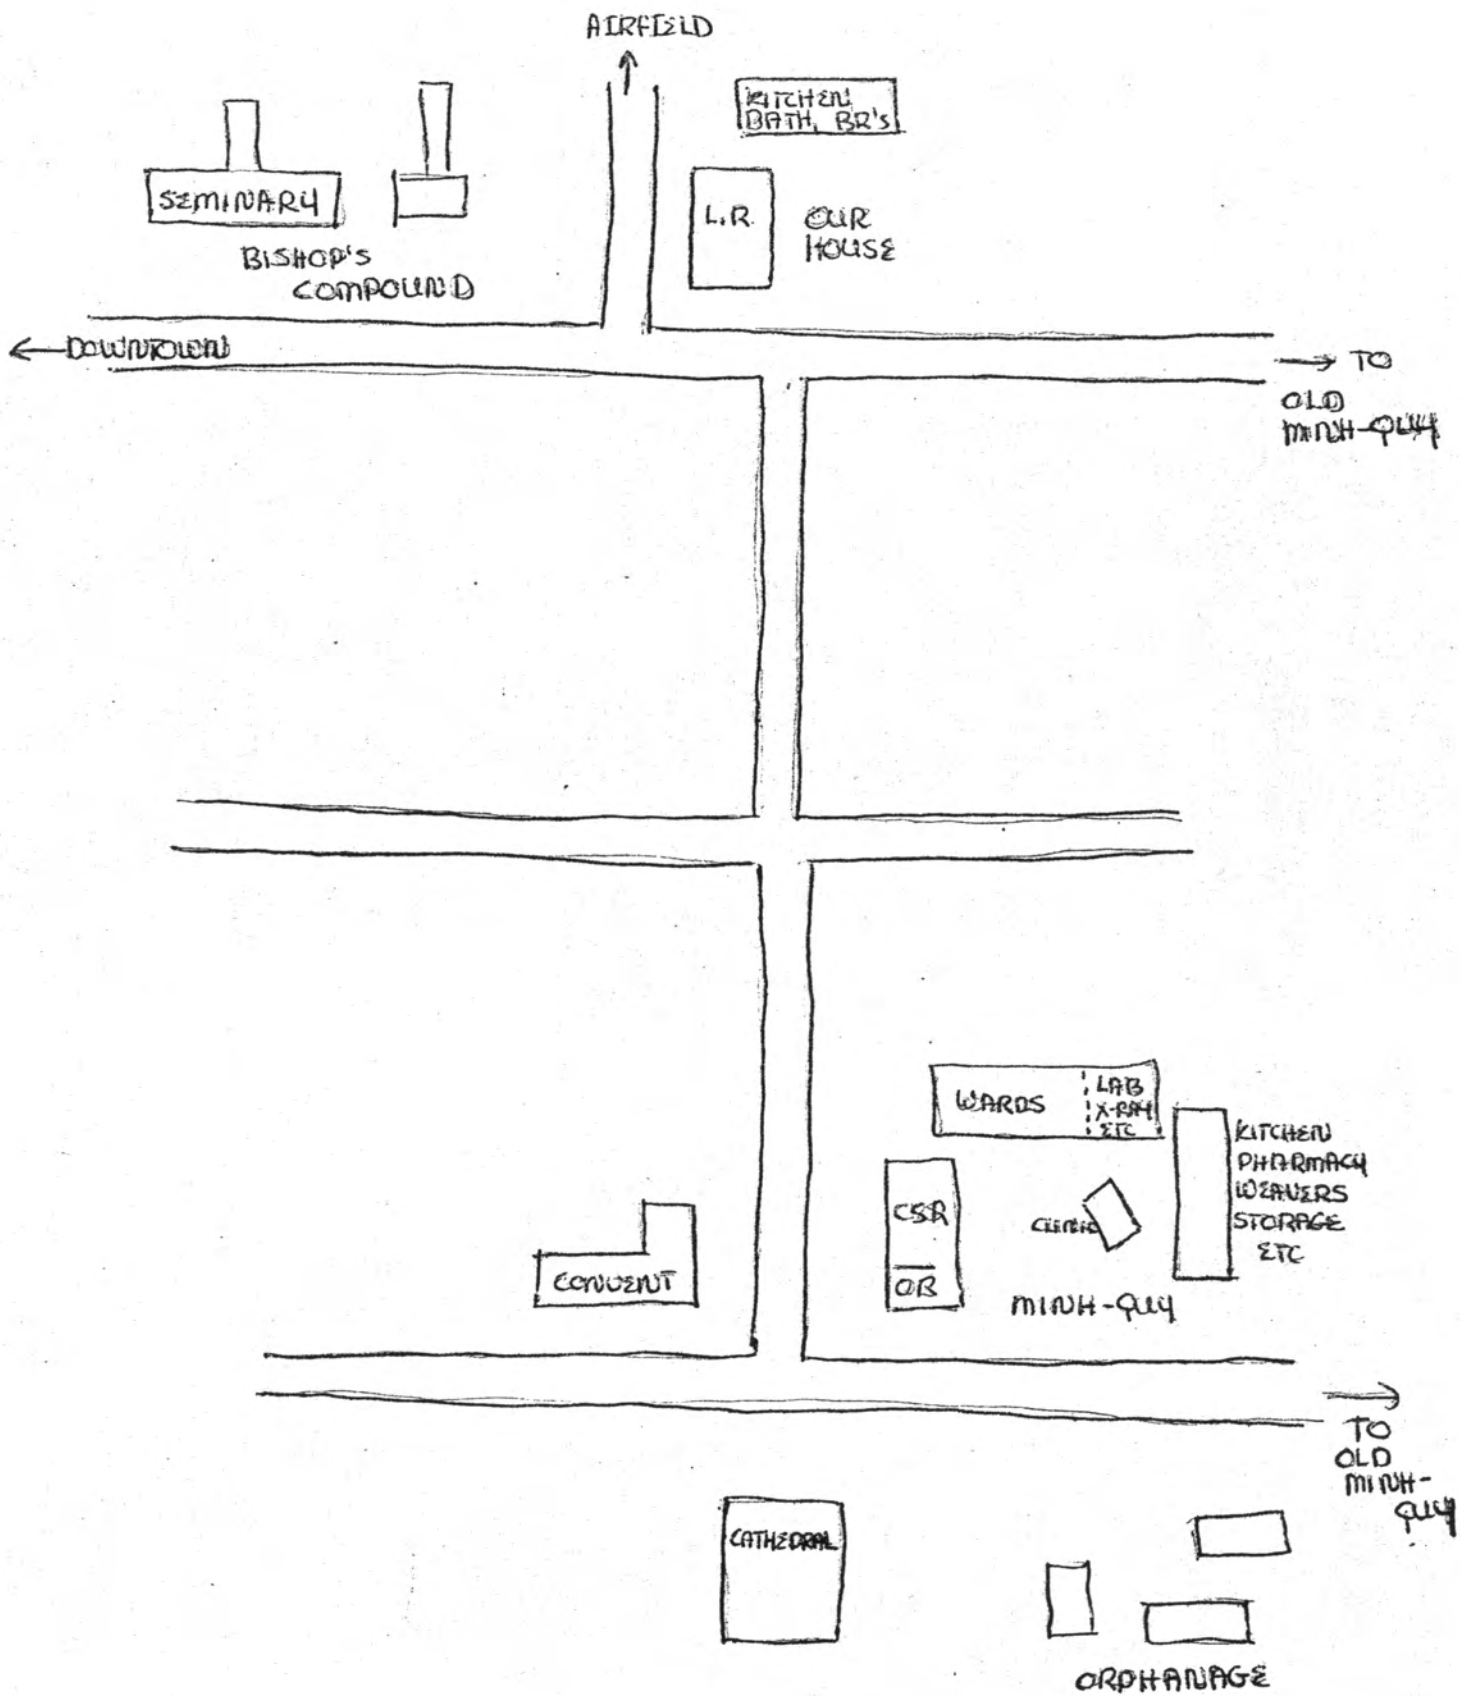 AIRFIELD
KITCHEN
BATH, BR's
SEMINARY
L.R.
OUR
HOUSE
BISHOP'S
COMPOUND
DOWNTOWN
TO
OLD
MINH-QUY
WARDS
LAB
X-RAY
ETC
KITCHEN
PHARMACY
WEAVERS
STORAGE
ETC
CSR
CLINIC
OB
CONVENT
MINH-QUY
TO
OLD
MINH-
QUY
CATHEDRAL
ORPHANAGE